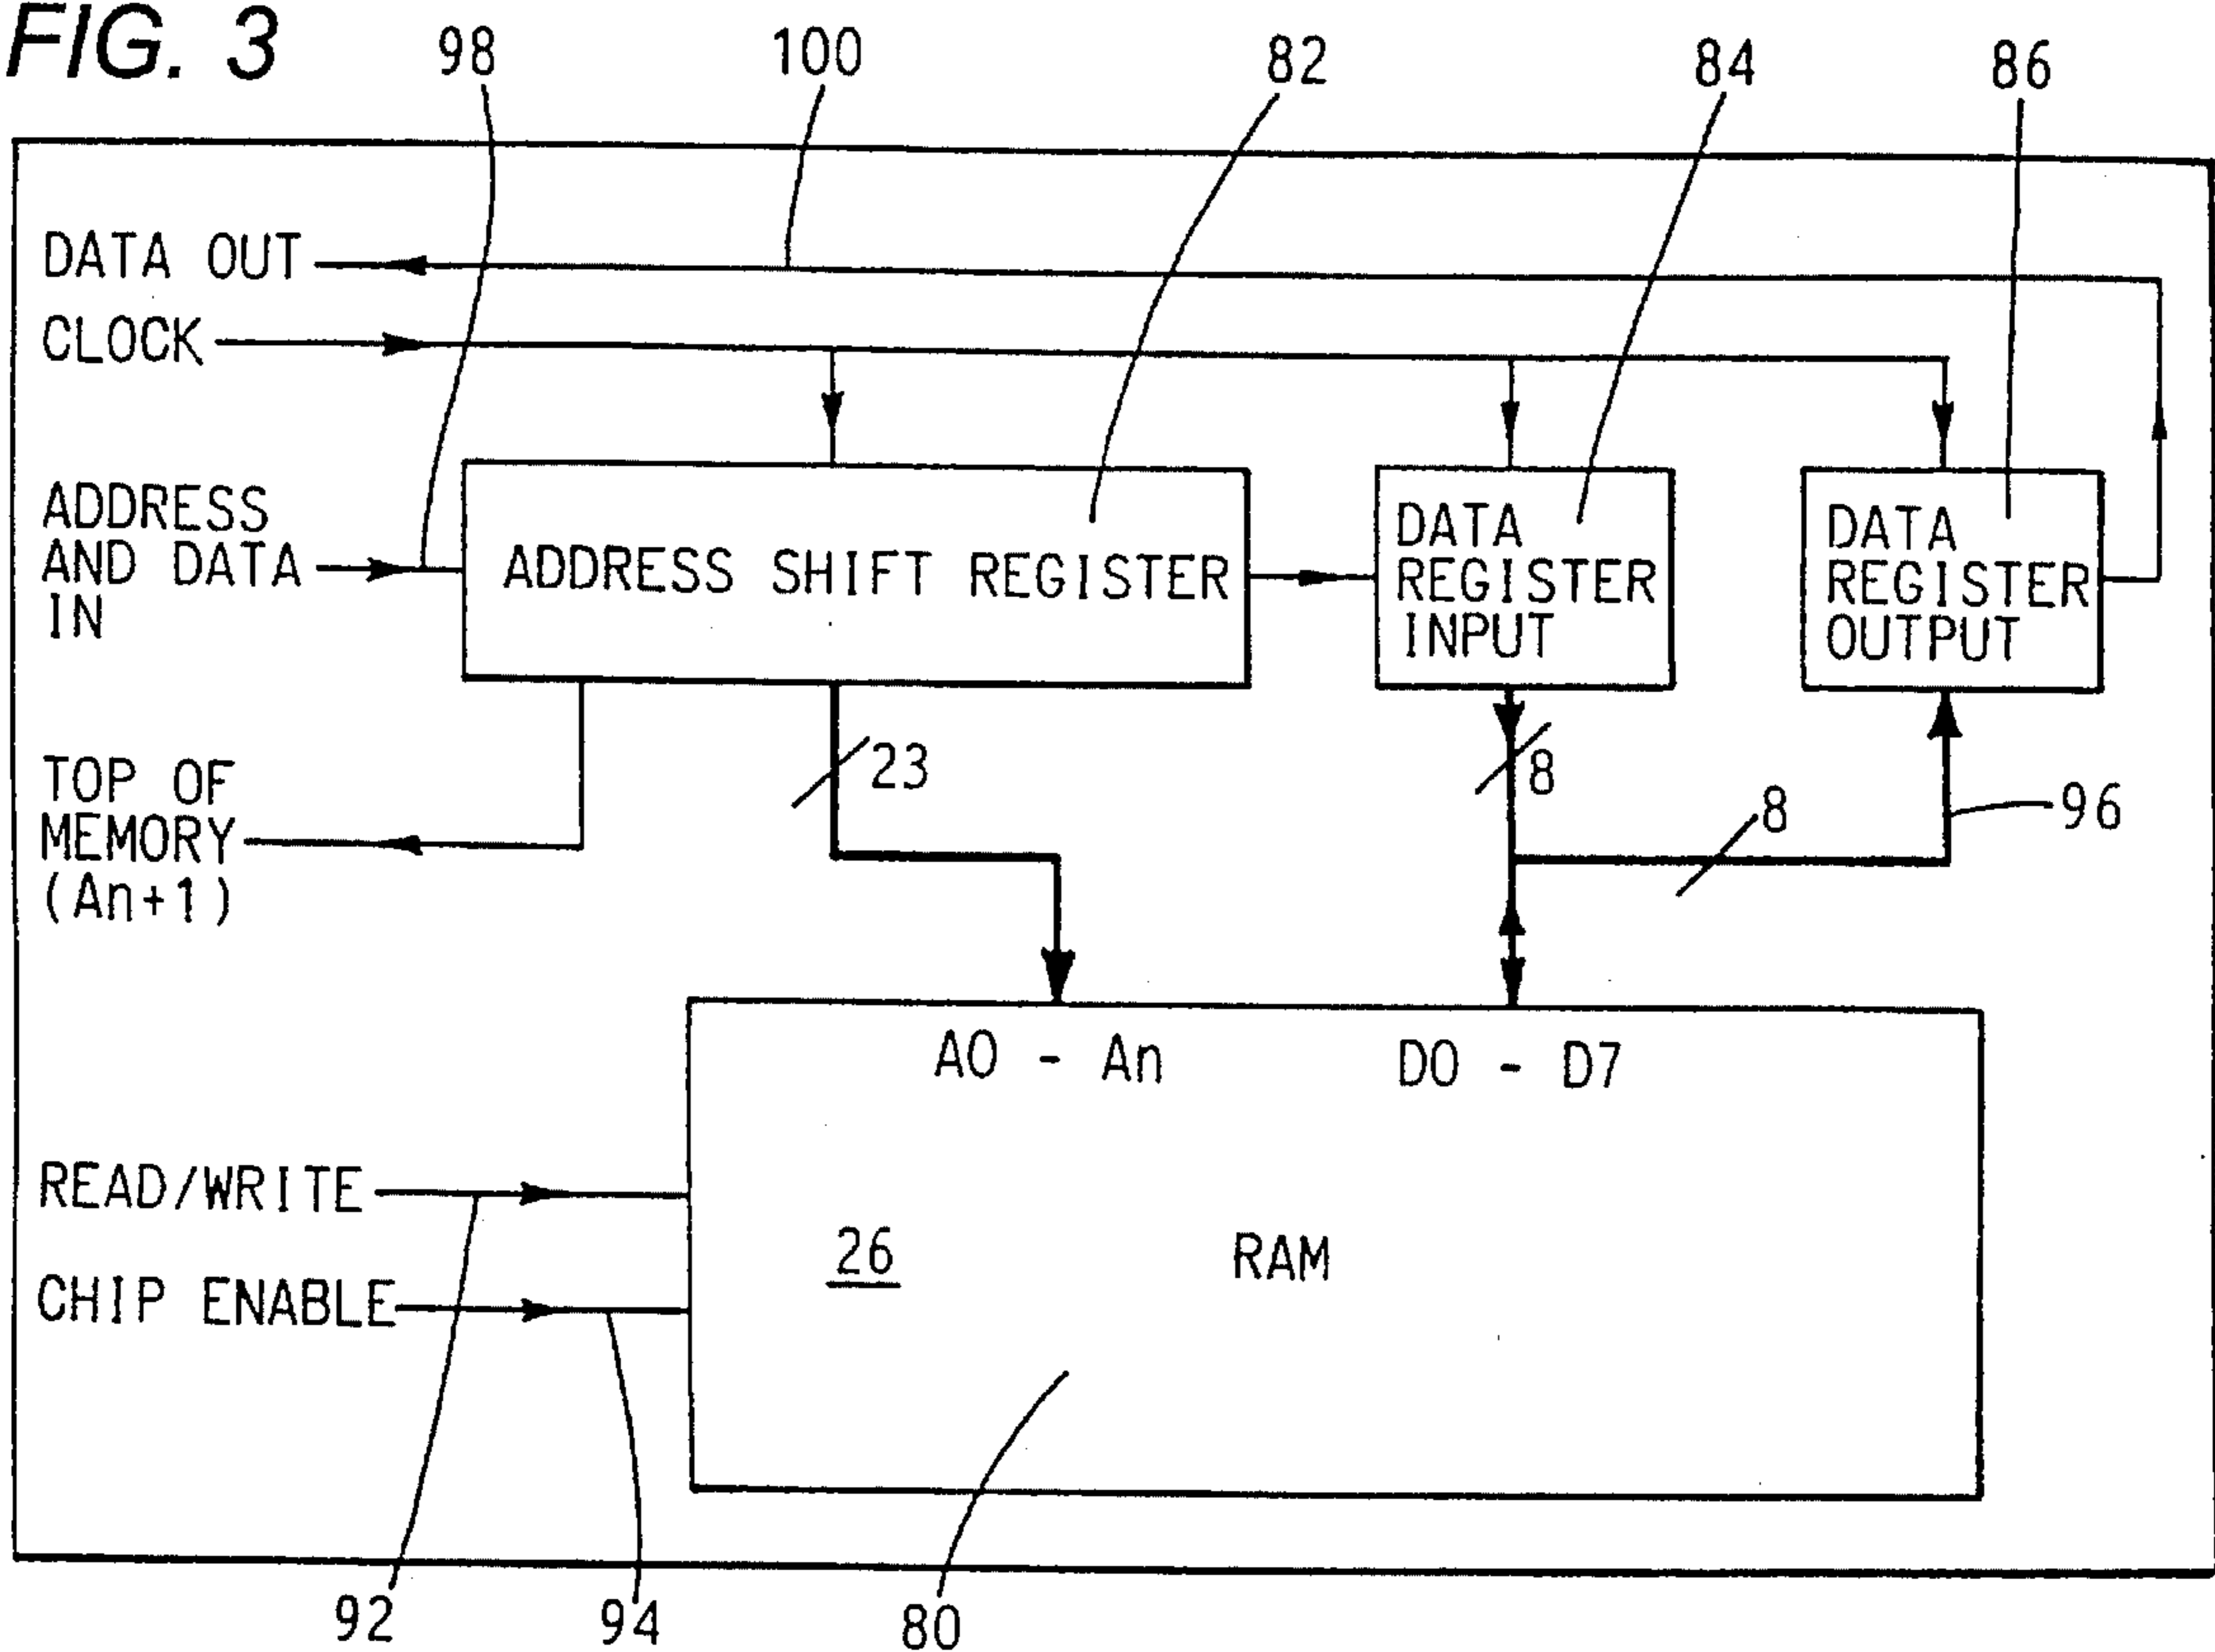 FIG. 3
98
100
82
84
86
DATA OUT
CLOCK
ADDRESS
AND DATA
IN
ADDRESS SHIFT REGISTER
DATA
REGISTER
INPUT
DATA
REGISTER
OUTPUT
TOP OF
MEMORY
(An+1)
23
8
8
96
A0 - An
D0 - D7
READ/WRITE
CHIP ENABLE
26
RAM
92
94
80